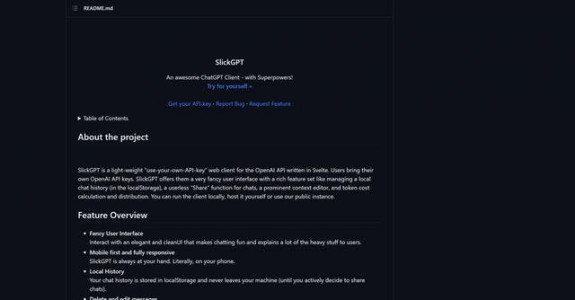 README.md
SlickGPT
An awesome ChatGPT Client - with Superpowers!
Try for yourself »
Get your API key · Report Bug · Request Feature
Table of Contents
About the project
SlickGPT is a light-weight "use-your-own-API-key" web client for the OpenAI API written in Svelte. Users bring their
own OpenAI API keys. SlickGPT offers them a very fancy user interface with a rich feature set like managing a local
chat history (in the localStorage), a userless "Share" function for chats, a prominent context editor, and token cost
calculation and distribution. You can run the client locally, host it yourself or use our public instance.
Feature Overview
• Fancy User Interface
Interact with an elegant and cleanUI that makes chatting fun and explains a lot of the heavy stuff to users.
• Mobile first and fully responsive
SlickGPT is always at your hand. Literally, on your phone.
• Local History
Your chat history is stored in localStorage and never leaves your machine (until you actively decide to share
chats).
• Delete and edit messages